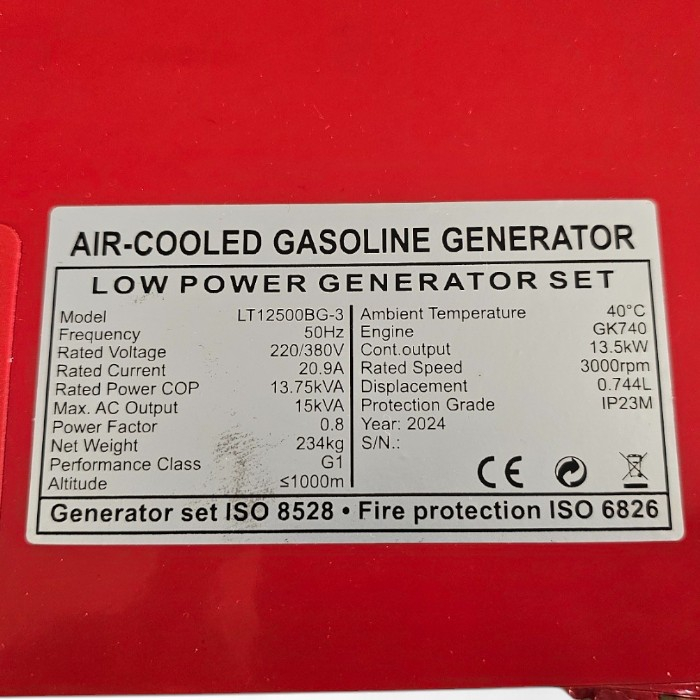 AIR-COOLED GASOLINE GENERATOR
LOW POWER GENERATOR SET
Model LT12500BG-3
Frequency 50Hz
Rated Voltage 220/380V
Rated Current 20.9A
Rated Power COP 13.75kVA
Max. AC Output 15kVA
Power Factor 0.8
Net Weight 234kg
Performance Class G1
Altitude ≤1000m
Ambient Temperature 40°C
Engine GK740
Cont.output 13.5kW
Rated Speed 3000rpm
Displacement 0.744L
Protection Grade IP23M
Year: 2024
S/N.:
CE
Generator set ISO 8528 • Fire protection ISO 6826